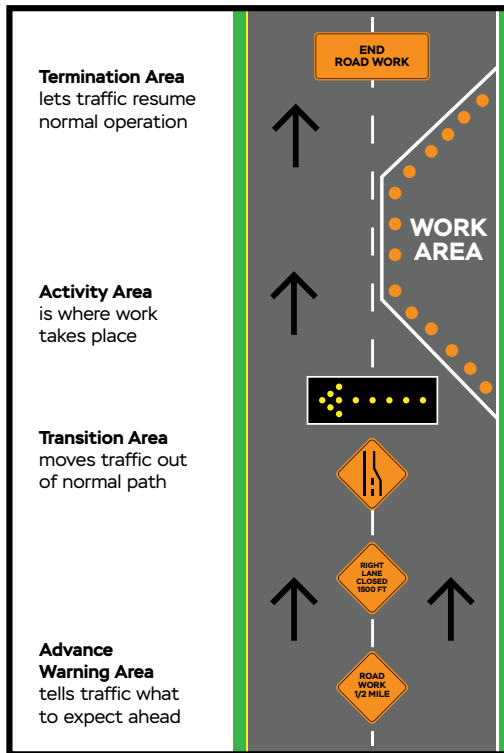 Termination Area
lets traffic resume
normal operation
END
ROAD WORK
WORK
AREA
Activity Area
is where work
takes place
Transition Area
moves traffic out
of normal path
RIGHT
LANE
CLOSED
1500 FT
Advance
Warning Area
tells traffic what
to expect ahead
ROAD
WORK
1/2 MILE